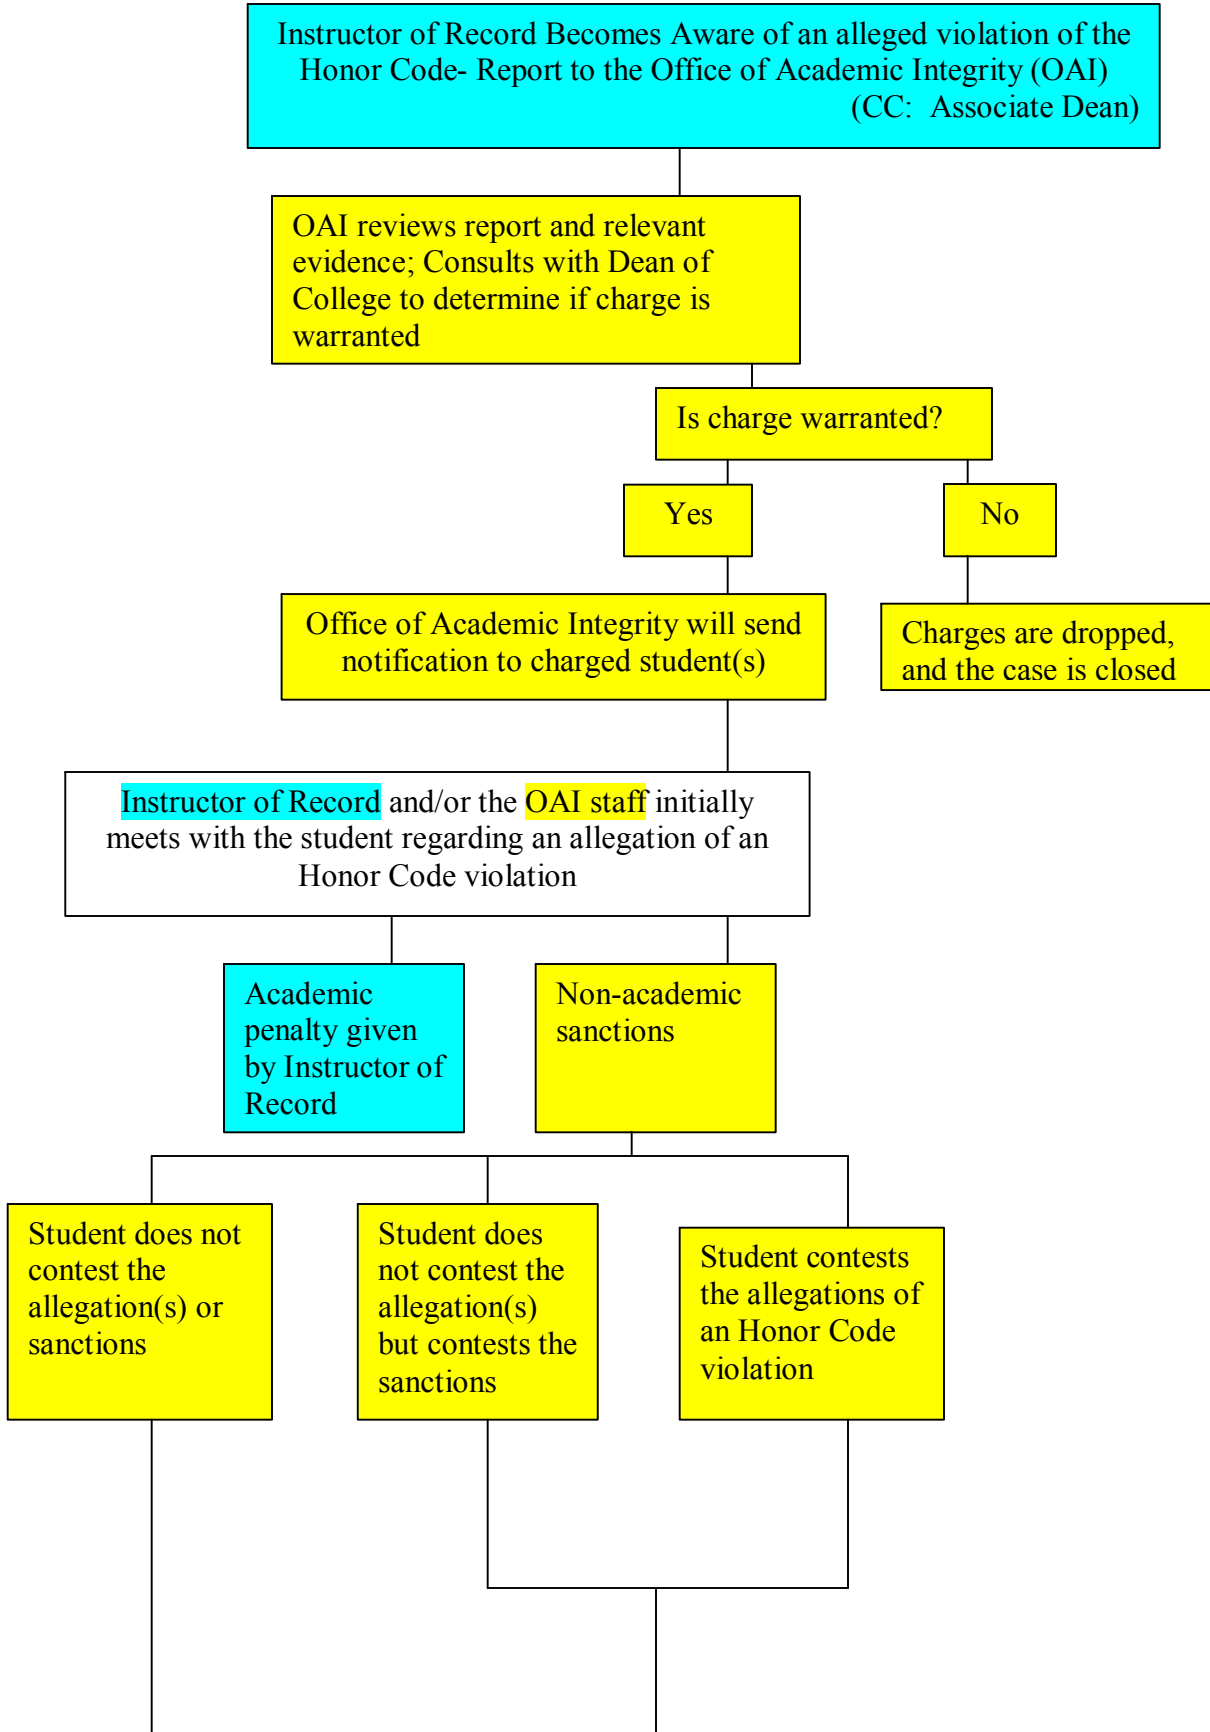 Instructor of Record Becomes Aware of an alleged violation of the
Honor Code- Report to the Office of Academic Integrity (OAI)
(CC:  Associate Dean)
OAI reviews report and relevant
evidence; Consults with Dean of
College to determine if charge is
warranted
Is charge warranted?
Yes
No
Office of Academic Integrity will send
notification to charged student(s)
Charges are dropped,
and the case is closed
Instructor of Record and/or the OAI staff initially
meets with the student regarding an allegation of an
Honor Code violation
Academic
penalty given
by Instructor of
Record
Non-academic
sanctions
Student does not
contest the
allegation(s) or
sanctions
Student does
not contest the
allegation(s)
but contests the
sanctions
Student contests
the allegations of
an Honor Code
violation